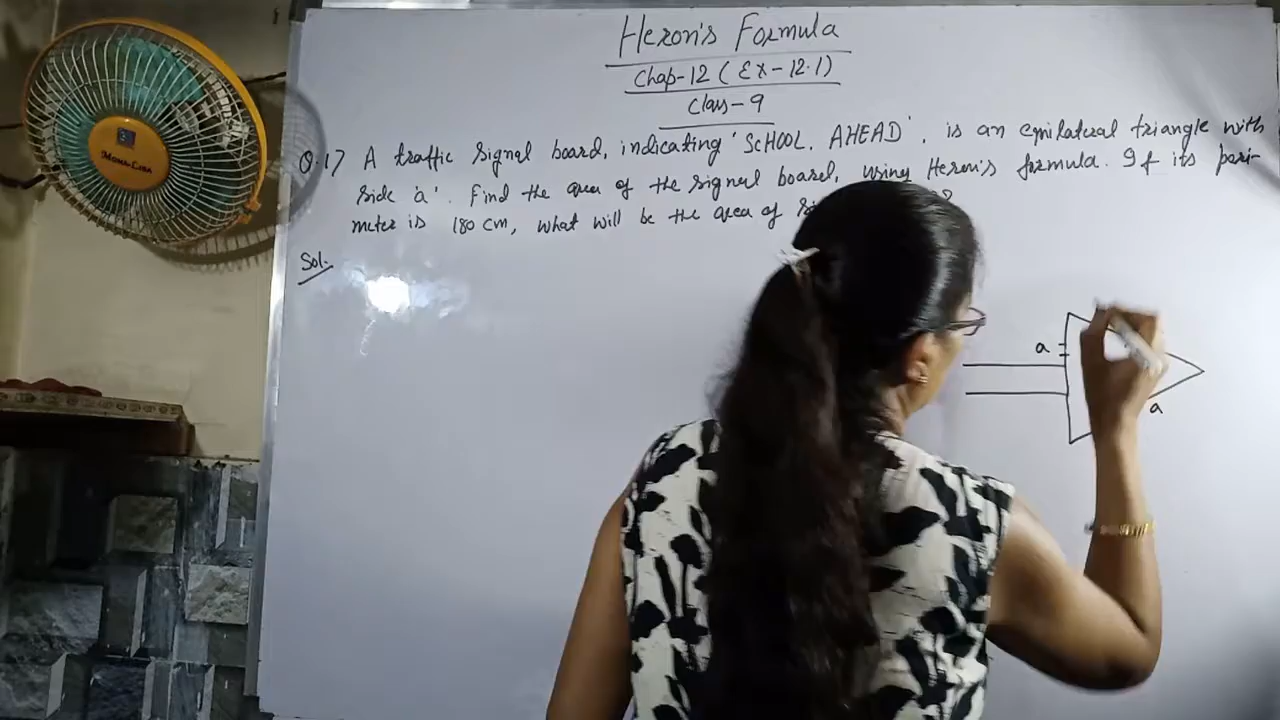 Heron's Formula
Chap-12 (Ex-12.1)
Class-9
Q.1) A traffic signal board, indicating 'SCHOOL AHEAD', is an equilateral triangle with
side 'a'. Find the area of the signal board, using Heron's formula. If its peri-
meter is 180 cm, what will be the area of
Sol.
a
a